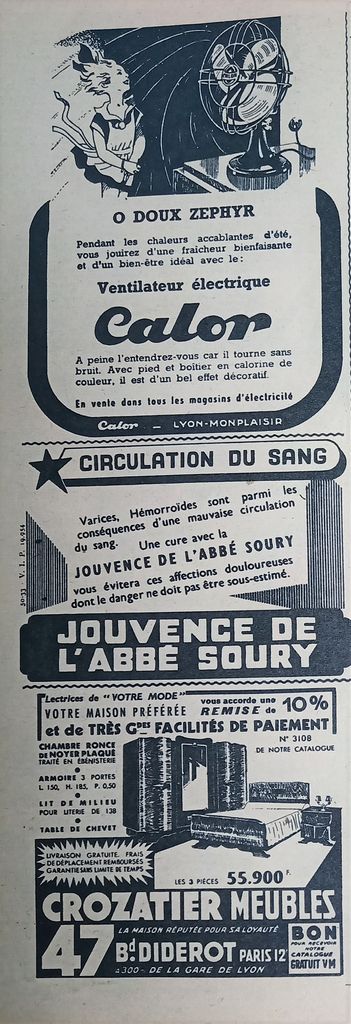 O DOUX ZEPHYR
Pendant les chaleurs accablantes d'été,
vous jouirez d'une fraîcheur bienfaisante
et d'un bien-être idéal avec le :
Ventilateur électrique
Calor
A peine l'entendrez-vous car il tourne sans
bruit. Avec pied et boîtier en calorine de
couleur, il est d'un bel effet décoratif.
En vente dans tous les magasins d'électricité
Calor — LYON-MONPLAISIR
CIRCULATION DU SANG
Varices, Hémorroïdes sont parmi les
conséquences d'une mauvaise circulation
du sang. Une cure avec la
JOUVENCE DE L'ABBÉ SOURY
vous évitera ces affections douloureuses
dont le danger ne doit pas être sous-estimé.
V. I. P.
JOUVENCE DE
L'ABBÉ SOURY
Lectrices de "VOTRE MODE"
VOTRE MAISON PRÉFÉRÉE
vous accorde une
REMISE de 10%
et de TRÈS GDES FACILITÉS DE PAIEMENT
N° 3108
DE NOTRE CATALOGUE
CHAMBRE RONCE
DE NOYER PLAQUÉ
TRAITÉ EN ÉBÉNISTERIE
ARMOIRE 3 PORTES
L. 150, H. 185, P. 0,50
LIT DE MILIEU
POUR LITERIE DE 138
TABLE DE CHEVET
LIVRAISON GRATUITE. FRAIS
DE DÉPLACEMENT REMBOURSÉS
GARANTIE SANS LIMITE DE TEMPS
LES 3 PIÈCES 55.900 F.
CROZATIER MEUBLES
LA MAISON RÉPUTÉE POUR SA LOYAUTÉ
47 Bd. DIDEROT PARIS 12e
à 300m DE LA GARE DE LYON
BON
POUR RECEVOIR
NOTRE
CATALOGUE
GRATUIT VM